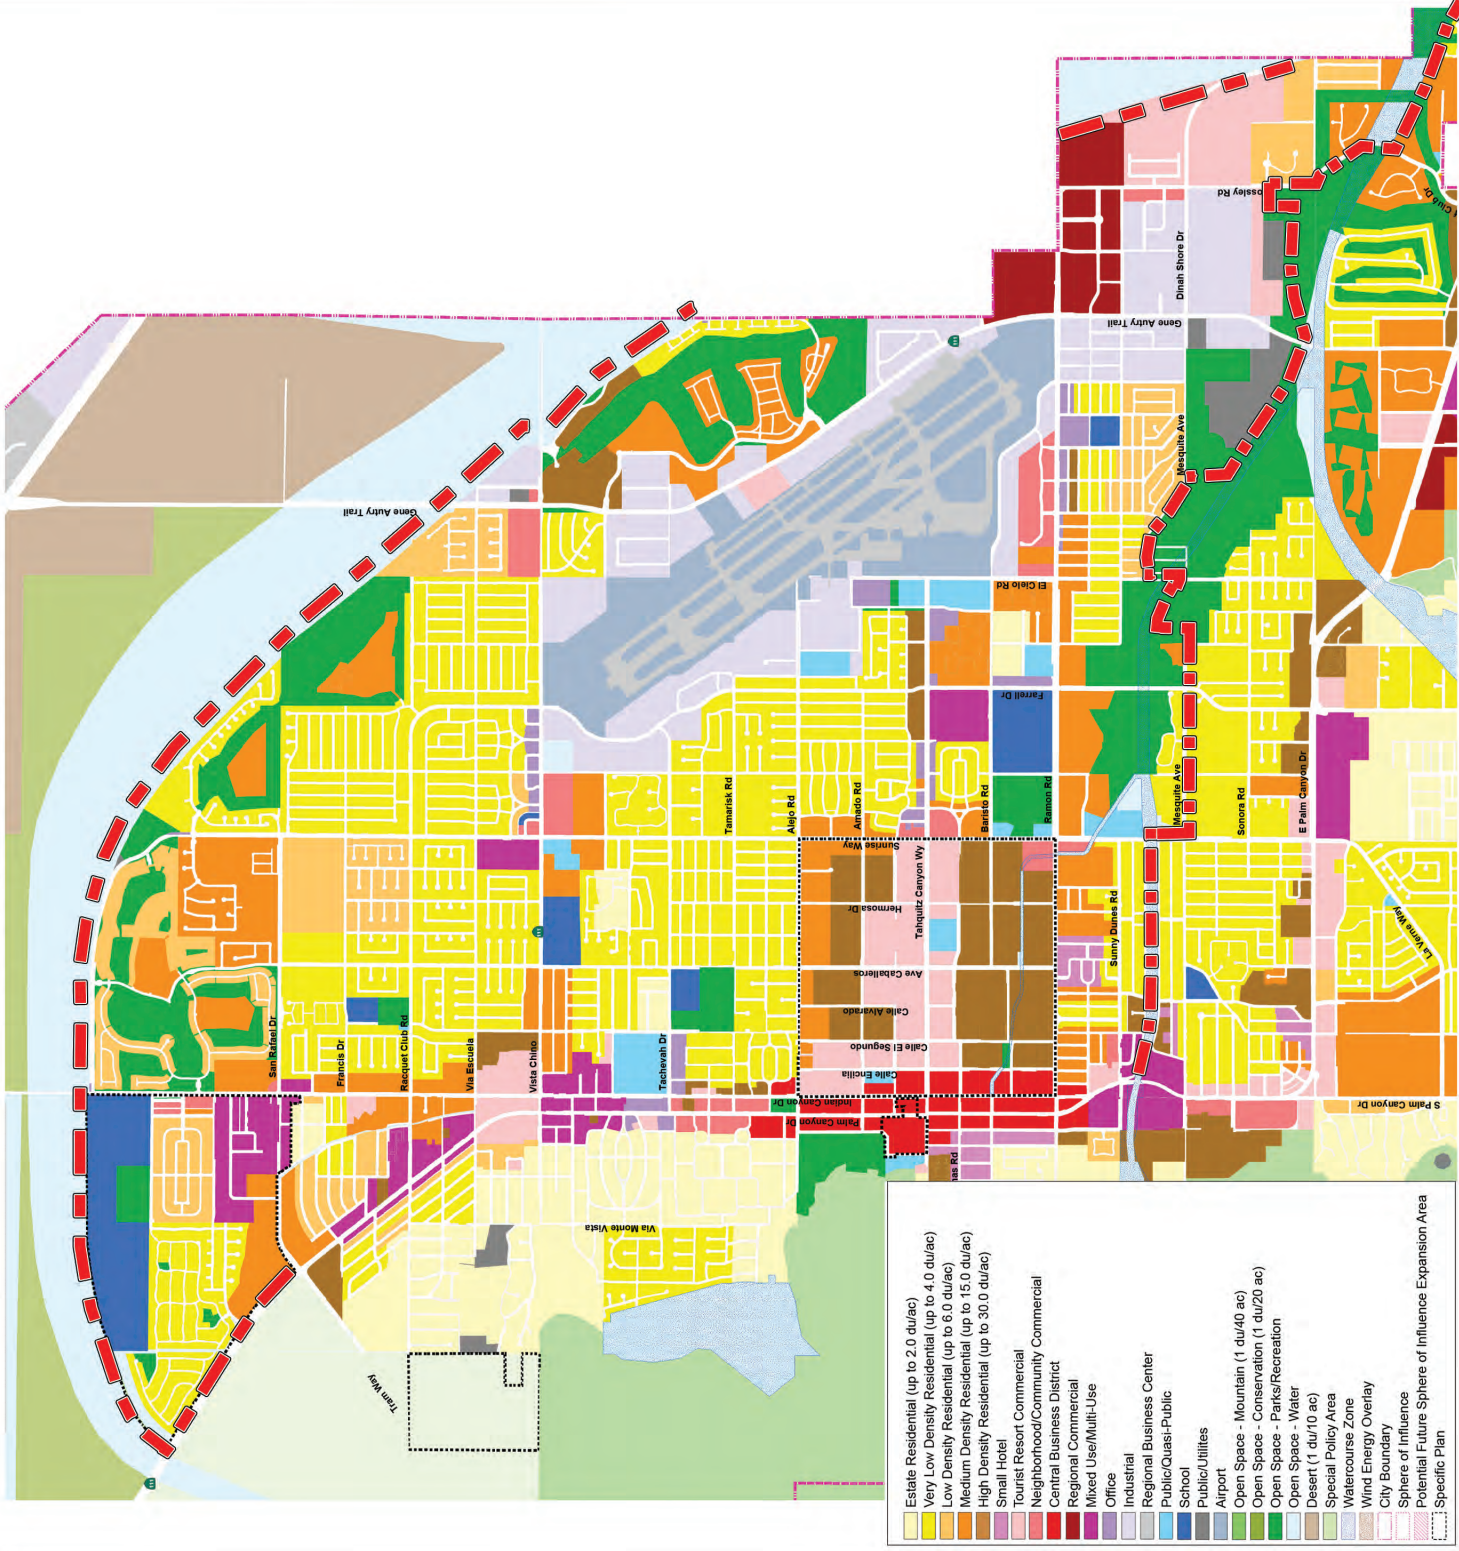 ossley Rd
Club Dr
Dinah Shore Dr
Gene Autry Trail
111
Gene Autry Trail
Mesquite Ave
El Cielo Rd
Farrell Dr
Tamarisk Rd
Alejo Rd
Amado Rd
Baristo Rd
Ramon Rd
Mesquite Ave
Sonora Rd
E Palm Canyon Dr
Sunrise Way
Tahquitz Canyon Wy
Hermosa Dr
Sunny Dunes Rd
La Verne Way
111
Ave Caballeros
Calle Alvarado
Calle El Segundo
Calle Encilia
San Rafael Dr
Francis Dr
Racquet Club Rd
Via Escuela
Vista Chino
Tachevah Dr
Indian Canyon Dr
Palm Canyon Dr
S Palm Canyon Dr
as Rd
Via Monte Vista
Tram Way
111
Estate Residential (up to 2.0 du/ac)
Very Low Density Residential (up to 4.0 du/ac)
Low Density Residential (up to 6.0 du/ac)
Medium Density Residential (up to 15.0 du/ac)
High Density Residential (up to 30.0 du/ac)
Small Hotel
Tourist Resort Commercial
Neighborhood/Community Commercial
Central Business District
Regional Commercial
Mixed Use/Multi-Use
Office
Industrial
Regional Business Center
Public/Quasi-Public
School
Public/Utilites
Airport
Open Space - Mountain (1 du/40 ac)
Open Space - Conservation (1 du/20 ac)
Open Space - Parks/Recreation
Open Space - Water
Desert (1 du/10 ac)
Special Policy Area
Watercourse Zone
Wind Energy Overlay
City Boundary
Sphere of Influence
Potential Future Sphere of Influence Expansion Area
Specific Plan